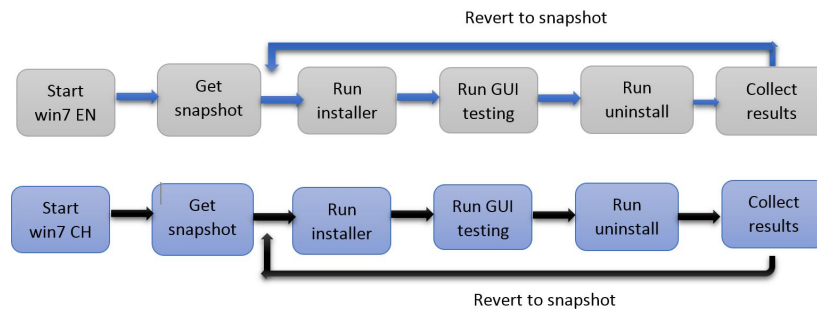 Revert to snapshot
Start
win7 EN
Get
snapshot
Run
installer
Run GUI
testing
Run
uninstall
Collect
results
Start
win7 CH
Get
snapshot
Run
installer
Run GUI
testing
Run
uninstall
Collect
results
Revert to snapshot